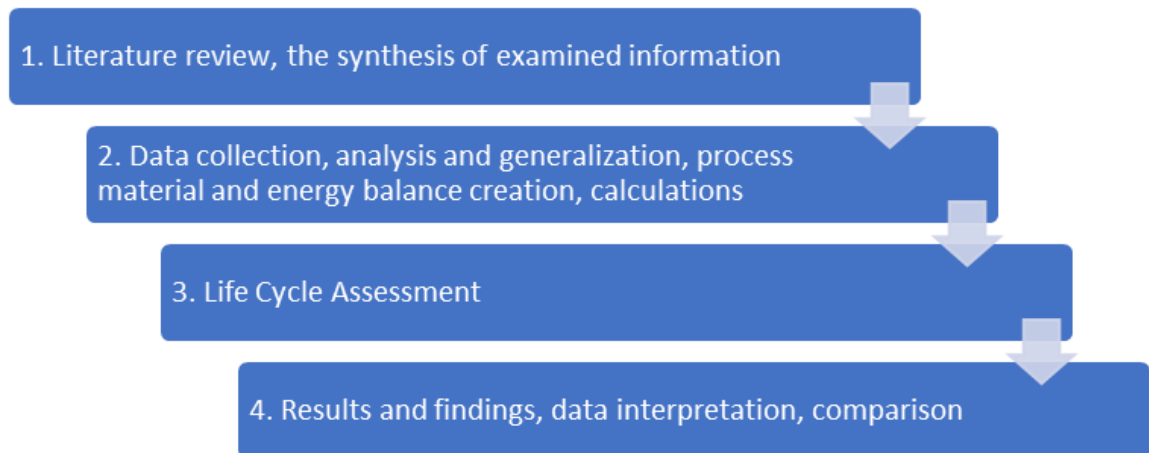 1. Literature review, the synthesis of examined information
2. Data collection, analysis and generalization, process
material and energy balance creation, calculations
3. Life Cycle Assessment
4. Results and findings, data interpretation, comparison